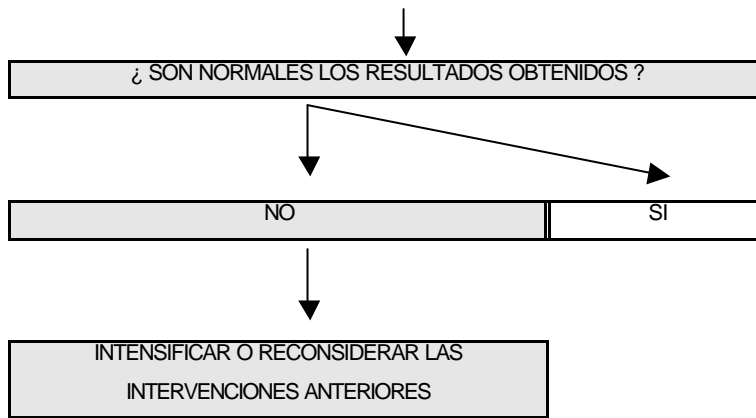 ¿ SON NORMALES LOS RESULTADOS OBTENIDOS ?
NO
SI
INTENSIFICAR O RECONSIDERAR LAS
INTERVENCIONES ANTERIORES